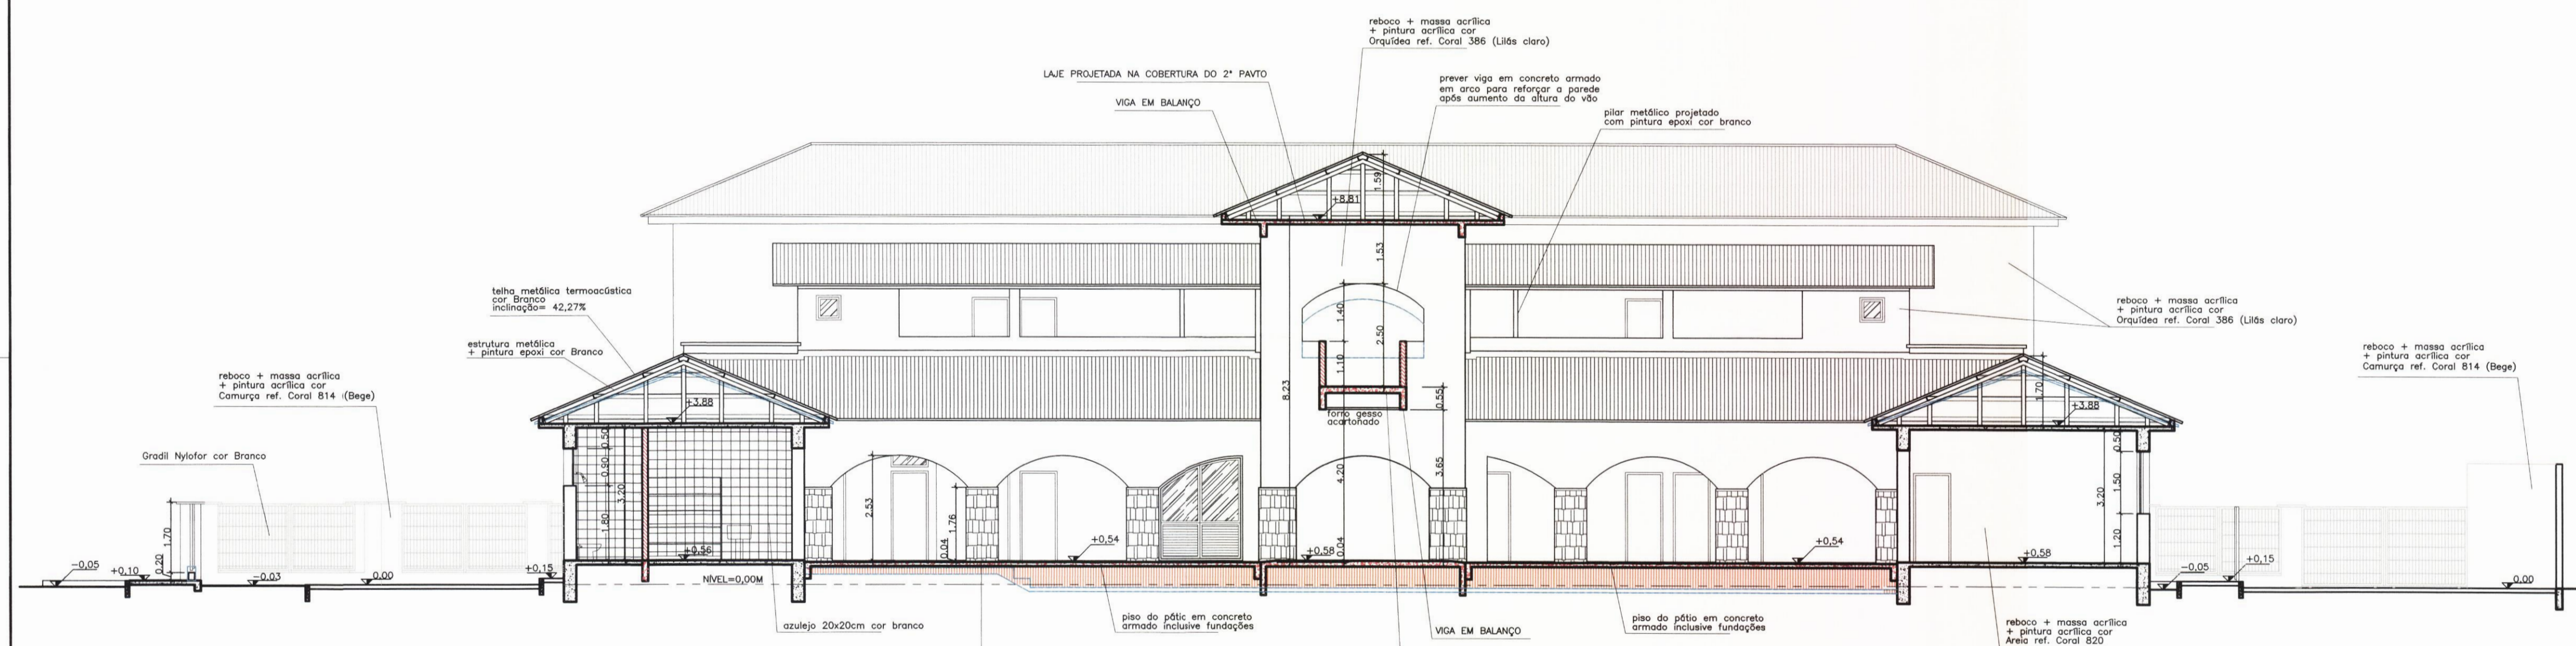 reboco + massa acrílica
+ pintura acrílica cor
Orquídea ref. Coral 386 (Lilás claro)
LAJE PROJETADA NA COBERTURA DO 2° PAVTO
VIGA EM BALANÇO
prever viga em concreto armado
em arco para reforçar a parede
após aumento da altura do vão
pilar metálico projetado
com pintura epoxi cor branco
1.59
+8,81
1.53
telha metálica termoacústica
cor Branco
inclinação= 42,27%
estrutura metálica
+ pintura epoxi cor Branco
reboco + massa acrílica
+ pintura acrílica cor
Camurça ref. Coral 814 (Bege)
Gradil Nylofor cor Branco
reboco + massa acrílica
+ pintura acrílica cor
Orquídea ref. Coral 386 (Lilás claro)
reboco + massa acrílica
+ pintura acrílica cor
Camurça ref. Coral 814 (Bege)
1.40
2.50
1.10
8.23
0.55
forro gesso
acartonado
4.20
3.65
0.04
+3,88
0.50
0.90
3.20
1.80
2.53
1.76
0.04
1.70
+3,88
0.50
1.50
3.20
1.20
1.70
0.20
-0,05
+0,10
-0,03
0,00
+0,15
+0,56
NÍVEL=0,00M
+0,54
+0,58
+0,54
+0,58
-0,05
+0,15
0,00
azulejo 20x20cm cor branco
piso do pátic em concreto
armado inclusive fundações
VIGA EM BALANÇO
piso do pátio em concreto
armado inclusive fundações
reboco + massa acrílica
+ pintura acrílica cor
Areia ref. Coral 820